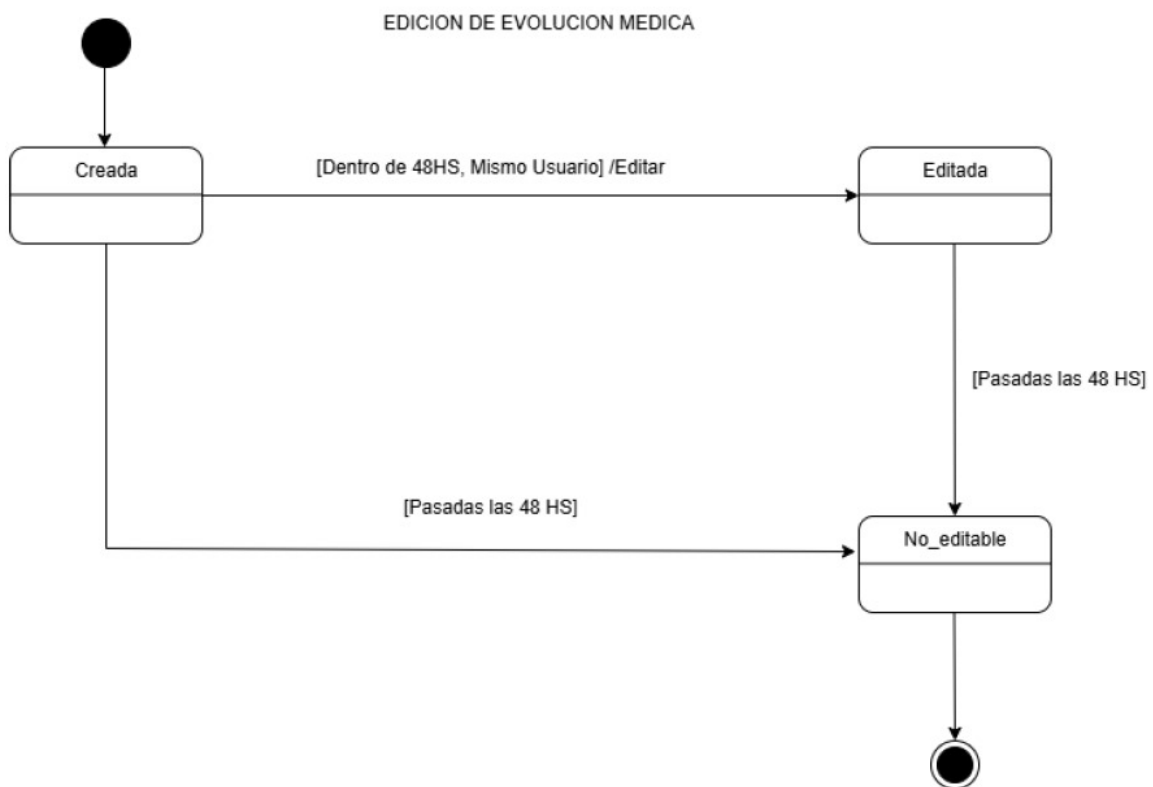 EDICION DE EVOLUCION MEDICA
Creada
[Dentro de 48HS, Mismo Usuario] /Editar
Editada
[Pasadas las 48 HS]
[Pasadas las 48 HS]
No_editable